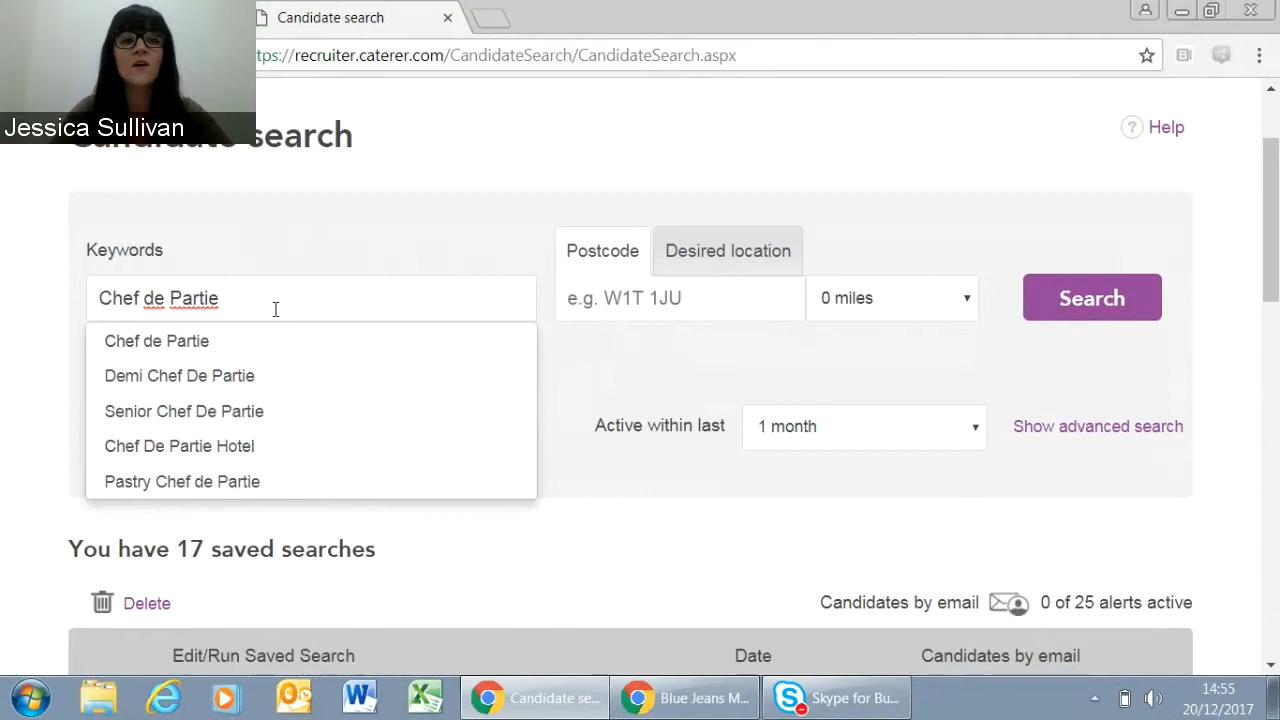 Candidate search
https://recruiter.caterer.com/CandidateSearch/CandidateSearch.aspx
Jessica Sullivan
Candidate search
Help
Keywords
Postcode
Desired location
Chef de Partie
e.g. W1T 1JU
0 miles
Search
Chef de Partie
Demi Chef De Partie
Senior Chef De Partie
Chef De Partie Hotel
Pastry Chef de Partie
Active within last
1 month
Show advanced search
You have 17 saved searches
Delete
Candidates by email
0 of 25 alerts active
Edit/Run Saved Search
Date
Candidates by email
Candidate se...
Blue Jeans M...
Skype for Bu...
14:55
20/12/2017